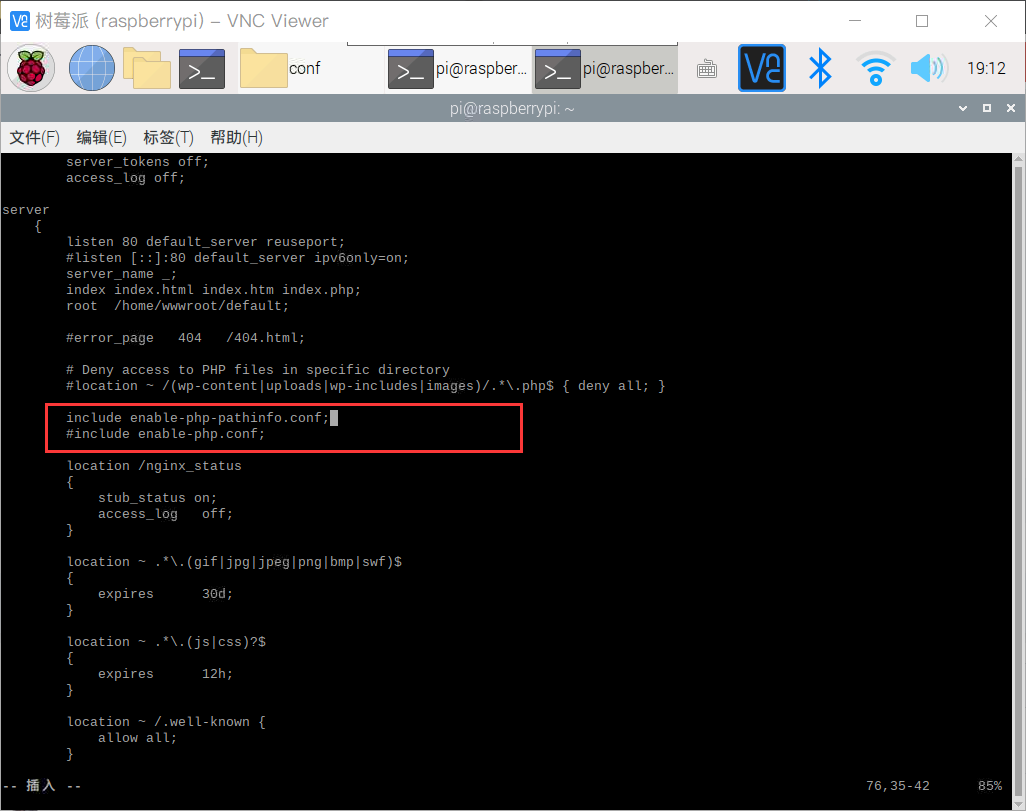 树莓派 (raspberrypi) - VNC Viewer
conf
pi@raspber...
pi@raspber...
19:12
pi@raspberrypi: ~
文件(F) 编辑(E) 标签(T) 帮助(H)
        server_tokens off;
        access_log off;

server
    {
        listen 80 default_server reuseport;
        #listen [::]:80 default_server ipv6only=on;
        server_name _;
        index index.html index.htm index.php;
        root  /home/wwwroot/default;

        #error_page   404   /404.html;

        # Deny access to PHP files in specific directory
        #location ~ /(wp-content|uploads|wp-includes|images)/.*\.php$ { deny all; }

        include enable-php-pathinfo.conf;
        #include enable-php.conf;

        location /nginx_status
        {
            stub_status on;
            access_log   off;
        }

        location ~ .*\.(gif|jpg|jpeg|png|bmp|swf)$
        {
            expires      30d;
        }

        location ~ .*\.(js|css)?$
        {
            expires      12h;
        }

        location ~ /.well-known {
            allow all;
        }
-- 插入 -- 76,35-42 85%